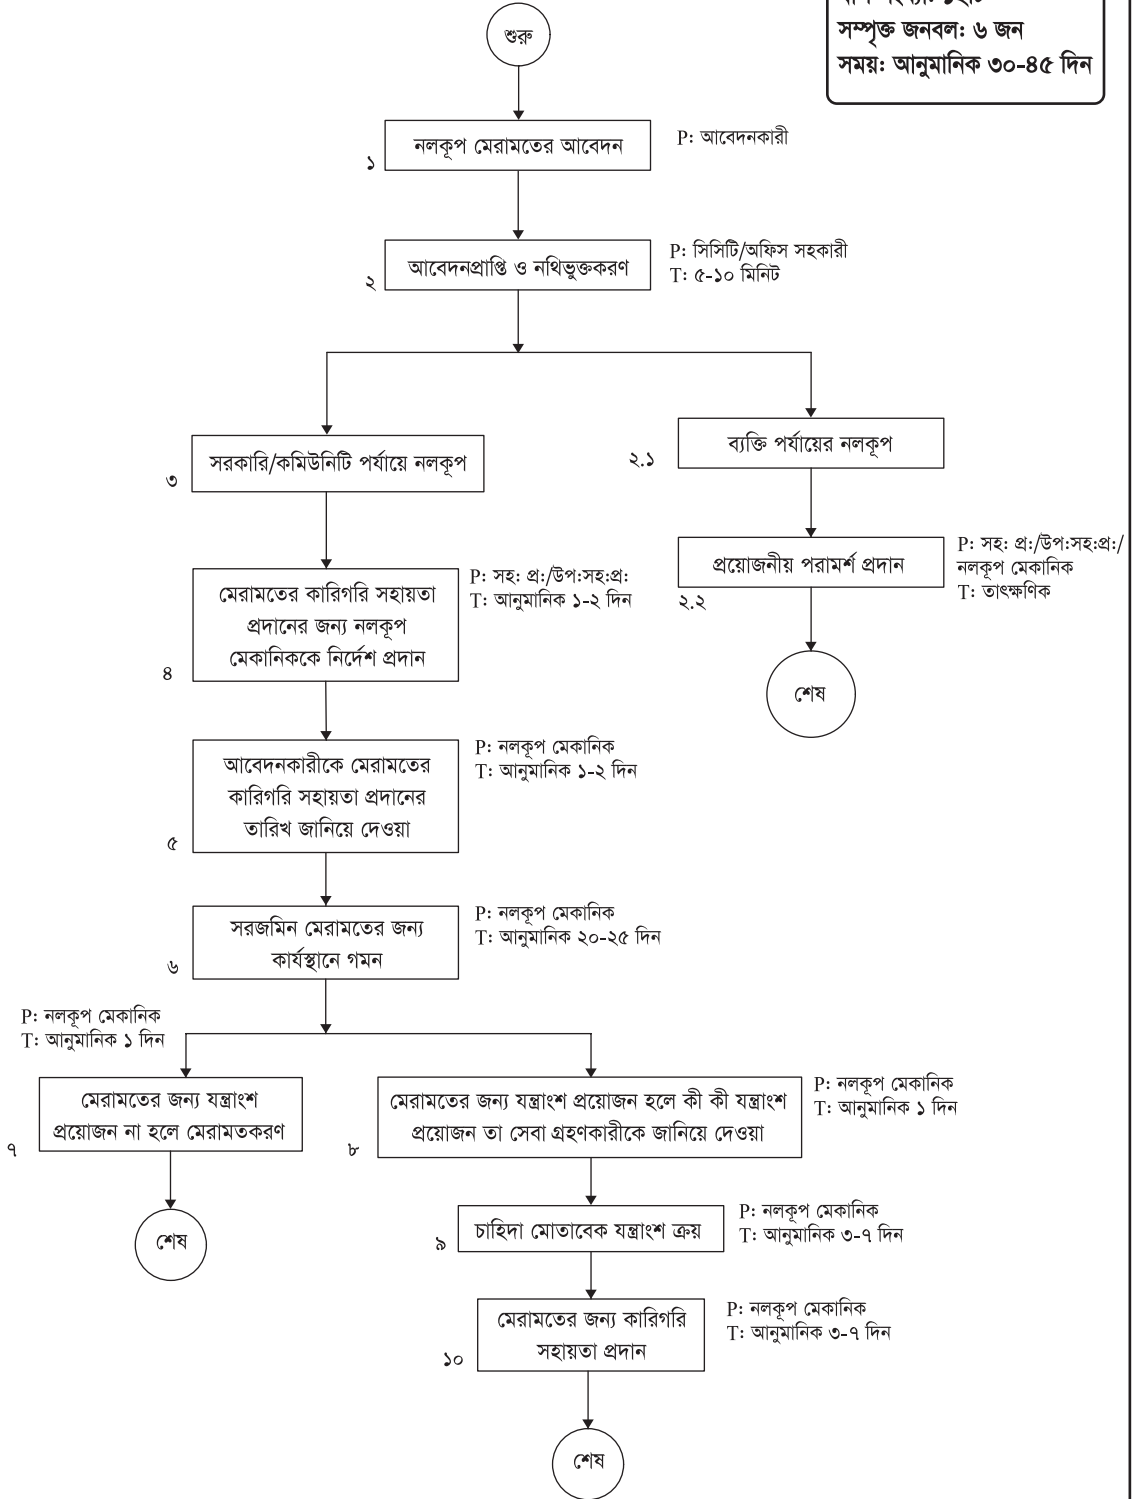 শুরু
সম্পৃক্ত জনবল: ৬ জন
সময়: আনুমানিক ৩০-৪৫ দিন
নলকূপ মেরামতের আবেদন
১
P: আবেদনকারী
আবেদনপ্রাপ্তি ও নথিভুক্তকরণ
২
P: সিসিটি/অফিস সহকারী
T: ৫-১০ মিনিট
সরকারি/কমিউনিটি পর্যায়ে নলকূপ
৩
ব্যক্তি পর্যায়ের নলকূপ
২.১
প্রয়োজনীয় পরামর্শ প্রদান
২.২
P: সহ: প্র:/উপ:সহ:প্র:/
নলকূপ মেকানিক
T: তাৎক্ষণিক
শেষ
মেরামতের কারিগরি সহায়তা
প্রদানের জন্য নলকূপ
মেকানিককে নির্দেশ প্রদান
৪
P: সহ: প্র:/উপ:সহ:প্র:
T: আনুমানিক ১-২ দিন
আবেদনকারীকে মেরামতের
কারিগরি সহায়তা প্রদানের
তারিখ জানিয়ে দেওয়া
৫
P: নলকূপ মেকানিক
T: আনুমানিক ১-২ দিন
সরজমিন মেরামতের জন্য
কার্যস্থানে গমন
৬
P: নলকূপ মেকানিক
T: আনুমানিক ২০-২৫ দিন
P: নলকূপ মেকানিক
T: আনুমানিক ১ দিন
মেরামতের জন্য যন্ত্রাংশ
প্রয়োজন না হলে মেরামতকরণ
৭
শেষ
মেরামতের জন্য যন্ত্রাংশ প্রয়োজন হলে কী কী যন্ত্রাংশ
প্রয়োজন তা সেবা গ্রহণকারীকে জানিয়ে দেওয়া
৮
P: নলকূপ মেকানিক
T: আনুমানিক ১ দিন
চাহিদা মোতাবেক যন্ত্রাংশ ক্রয়
৯
P: নলকূপ মেকানিক
T: আনুমানিক ৩-৭ দিন
মেরামতের জন্য কারিগরি
সহায়তা প্রদান
১০
P: নলকূপ মেকানিক
T: আনুমানিক ৩-৭ দিন
শেষ